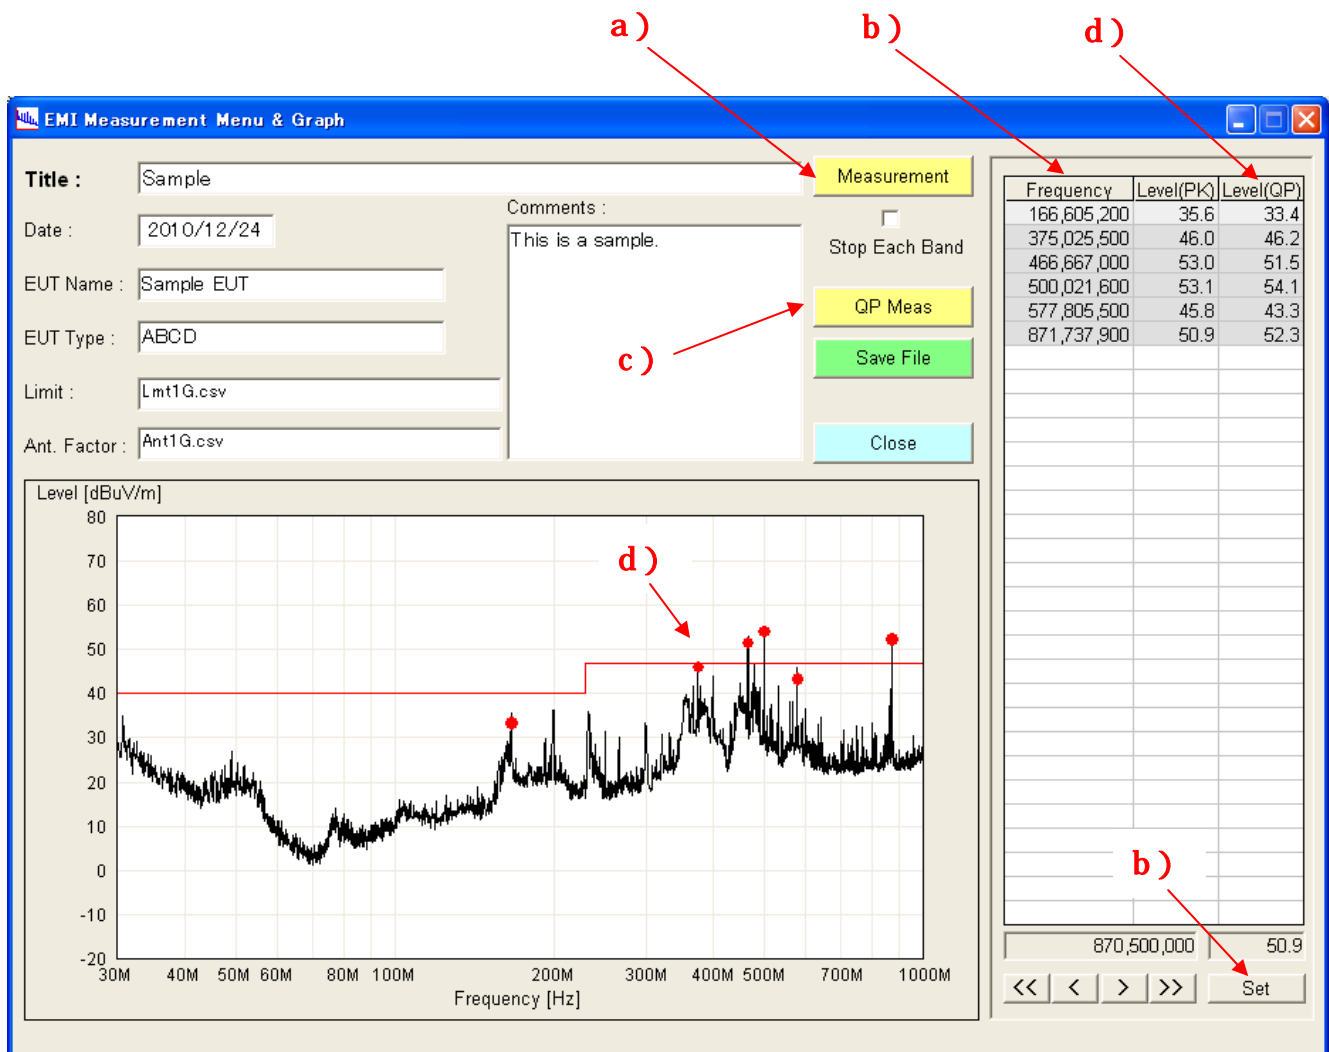 a)
b)
d)
EMI Measurement Menu & Graph
Title :
Sample
Measurement
Date :
2010/12/24
Comments :
This is a sample.
Stop Each Band
EUT Name :
Sample EUT
QP Meas
EUT Type :
ABCD
c)
Save File
Limit :
Lmt1G.csv
Ant. Factor :
Ant1G.csv
Close
Frequency Level(PK) Level(QP)
166,605,200 35.6 33.4
375,025,500 46.0 46.2
466,667,000 53.0 51.5
500,021,600 53.1 54.1
577,805,500 45.8 43.3
871,737,900 50.9 52.3
Level [dBuV/m]
80
70
d)
60
50
40
30
20
10
0
-10
-20
30M 40M 50M 60M 80M 100M 200M 300M 400M 500M 700M 1000M
Frequency [Hz]
b)
870,500,000 50.9
<< < > >> Set